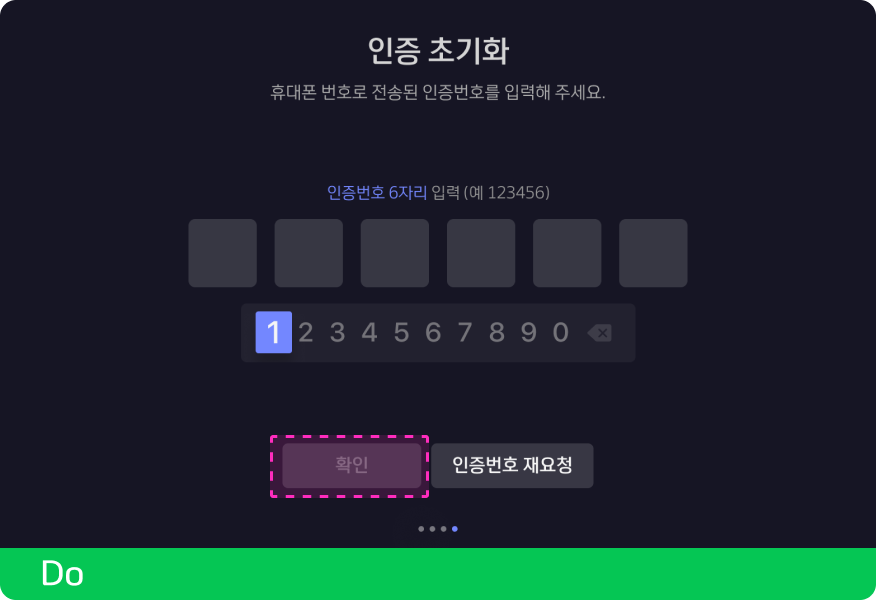 인증 초기화
휴대폰 번호로 전송된 인증번호를 입력해 주세요.
인증번호 6자리 입력 (예 123456)
1 2 3 4 5 6 7 8 9 0
확인
인증번호 재요청
Do